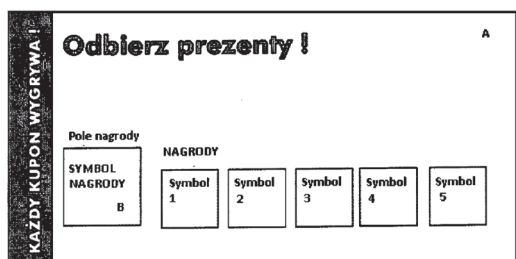 KAŻDY KUPON WYGRYWA !
Odbierz prezenty !
A
Pole nagrody
NAGRODY
SYMBOL
NAGRODY
B
Symbol
1
Symbol
2
Symbol
3
Symbol
4
Symbol
5